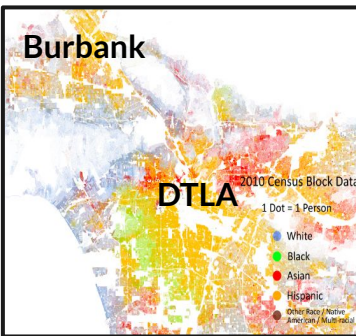 Burbank
DTLA
2010 Census Block Data
1 Dot = 1 Person
White
Black
Asian
Hispanic
Other Race / Native
American / Multi-racial